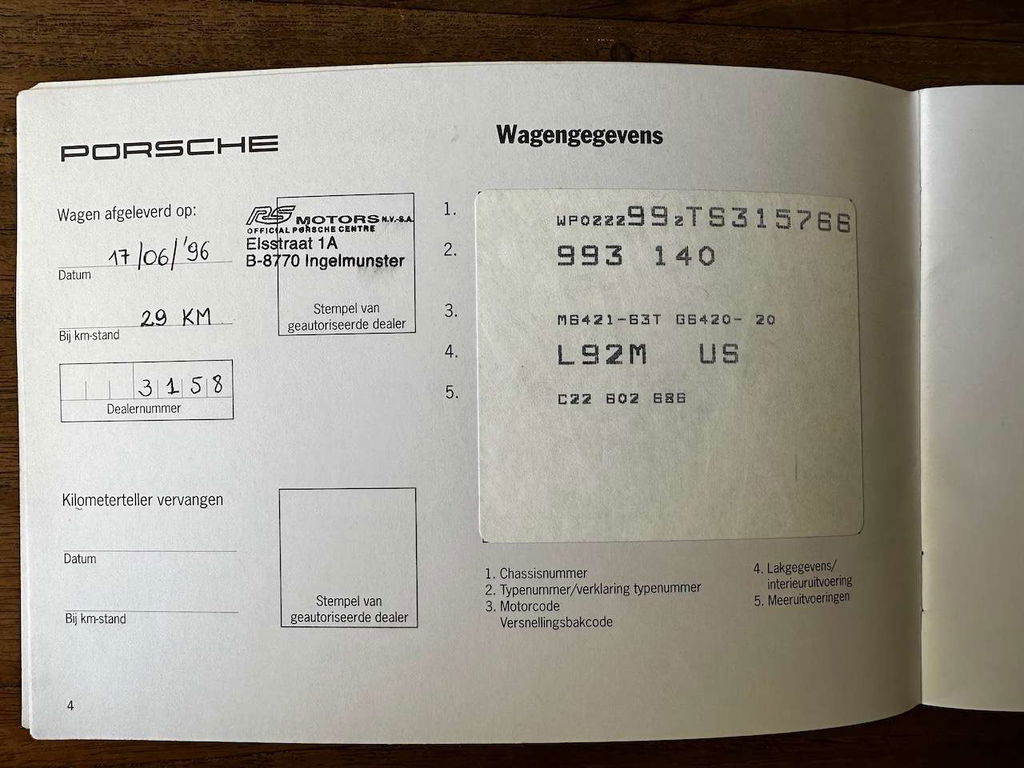 PORSCHE
Wagen afgeleverd op:
17/06/'96
Datum
29 KM
Bij km-stand
3158
Dealernummer
RS MOTORS N.V.-S.A.
OFFICIAL PORSCHE CENTRE
Elsstraat 1A
B-8770 Ingelmunster
Stempel van
geautoriseerde dealer
Kilometerteller vervangen
Datum
Bij km-stand
Stempel van
geautoriseerde dealer
4
Wagengegevens
1. WP0ZZZ99ZTS315766
2. 993 140
3. M6421-63T G6420- 20
4. L92M US
5. C22 602 686
1. Chassisnummer
2. Typenummer/verklaring typenummer
3. Motorcode
Versnellingsbakcode
4. Lakgegevens/
interieuruitvoering
5. Meeruitvoeringen